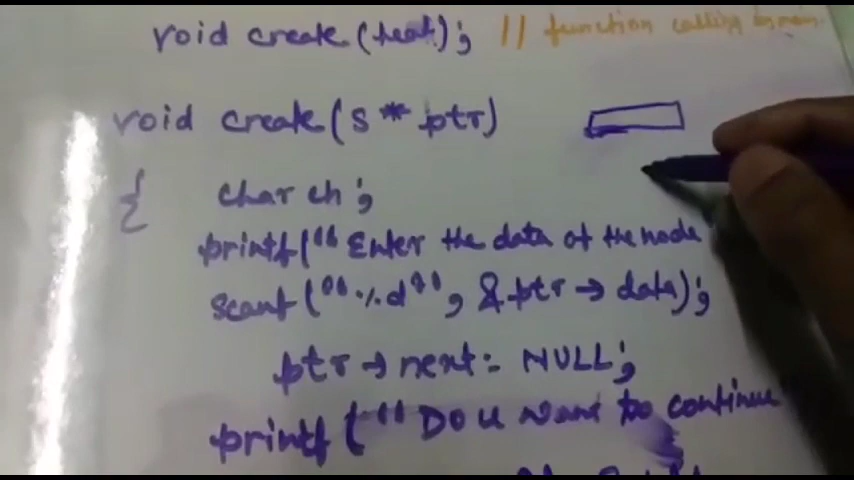 void create(head); // function calling by main.
void create(s * ptr)
{ char ch;
printf("Enter the data of the node
scanf("%d", &ptr→data);
ptr→next = NULL;
printf("Do u want to continue